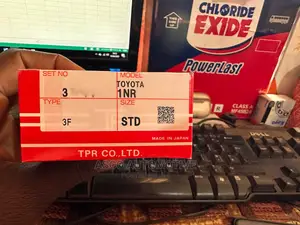 CHLORIDE
EXIDE
PowerLast
SET NO
MODEL
3
TOYOTA
1NR
TYPE
SIZE
3F
STD
MADE IN JAPAN
TPR CO., LTD.